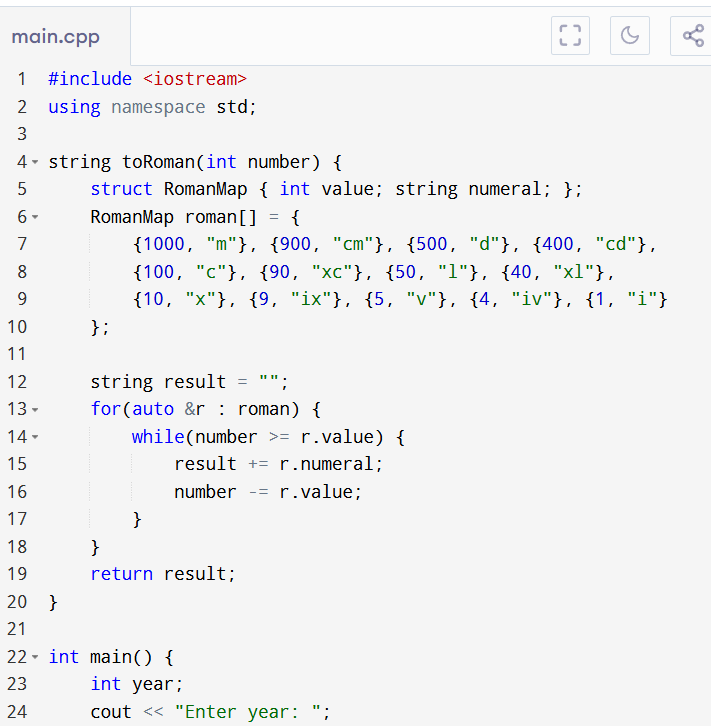 main.cpp
1 #include <iostream>
2 using namespace std;
3
4 string toRoman(int number) {
5     struct RomanMap { int value; string numeral; };
6     RomanMap roman[] = {
7         {1000, "m"}, {900, "cm"}, {500, "d"}, {400, "cd"},
8         {100, "c"}, {90, "xc"}, {50, "l"}, {40, "xl"},
9         {10, "x"}, {9, "ix"}, {5, "v"}, {4, "iv"}, {1, "i"}
10     };
11
12     string result = "";
13     for(auto &r : roman) {
14         while(number >= r.value) {
15             result += r.numeral;
16             number -= r.value;
17         }
18     }
19     return result;
20 }
21
22 int main() {
23     int year;
24     cout << "Enter year: ";